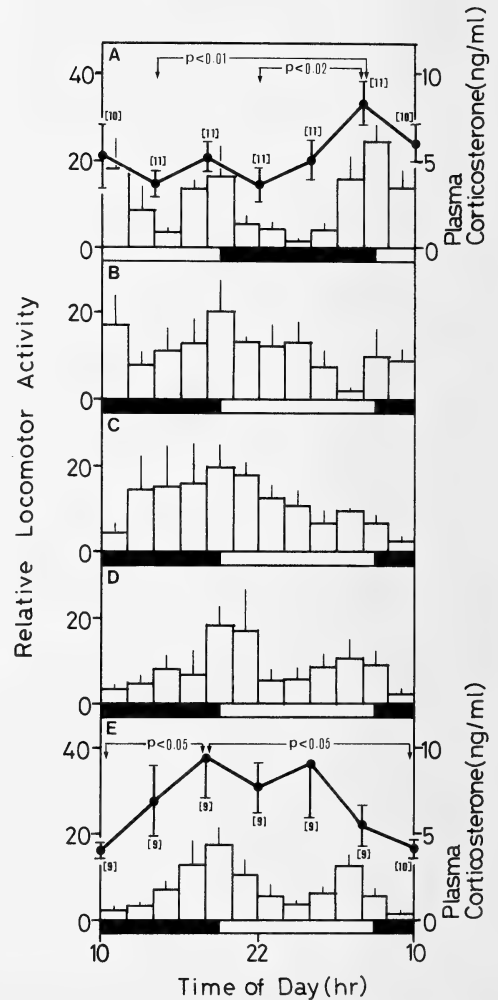 A
p<0.01
p<0.02
40
20
0
10
5
0
[10]
[11]
[11]
[11]
[11]
[11]
[10]
Plasma
Corticosterone(ng/ml)
B
20
0
C
20
0
D
20
0
Relative Locomotor Activity
E
p<0.05
p<0.05
40
20
0
10
5
0
[9]
[9]
[9]
[9]
[9]
[9]
[10]
Plasma
Corticosterone(ng/ml)
10
22
10
Time of Day(hr)